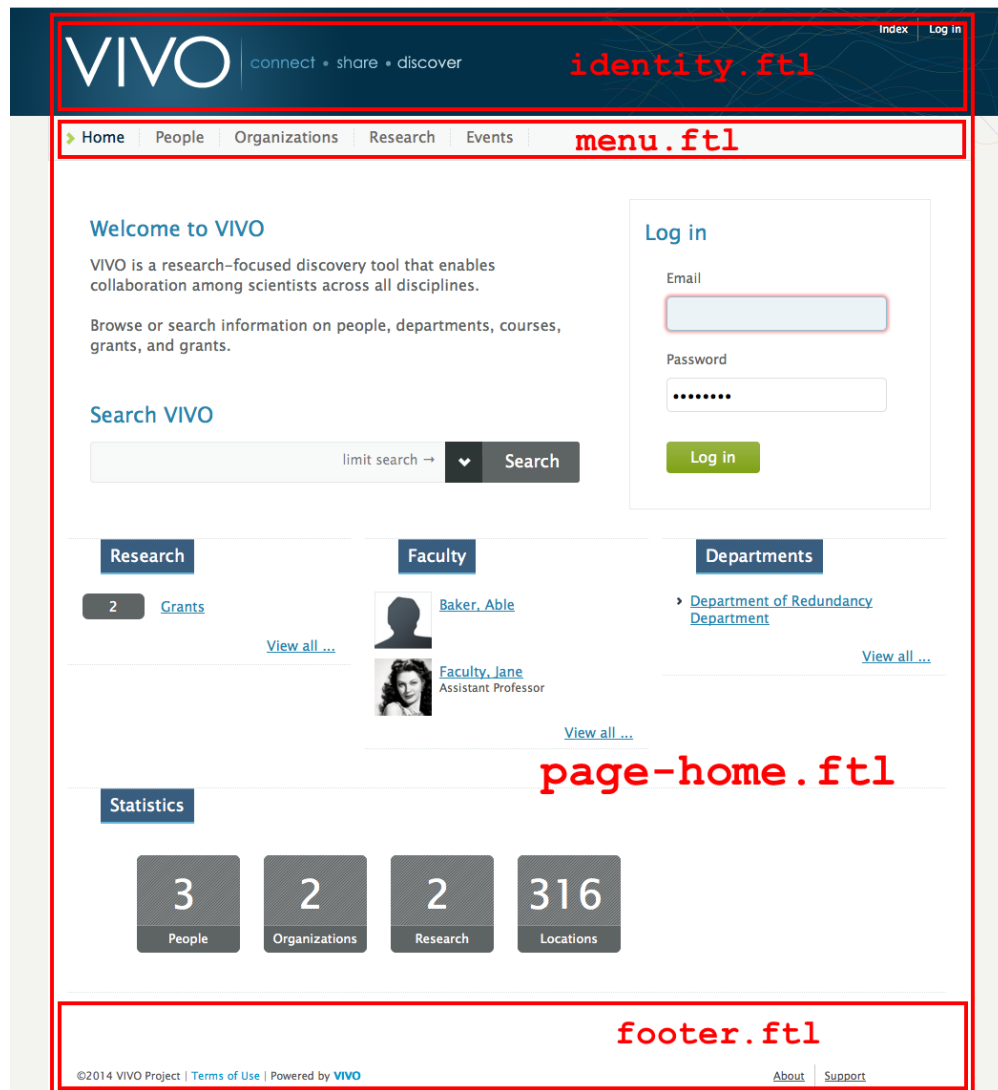 Index Log in
VIVO connect • share • discover
identity.ftl
Home People Organizations Research Events
menu.ftl
Welcome to VIVO
VIVO is a research-focused discovery tool that enables
collaboration among scientists across all disciplines.
Browse or search information on people, departments, courses,
grants, and grants.
Log in
Email
Password
••••••••
Log in
Search VIVO
limit search → Search
Research
2 Grants
View all ...
Faculty
Baker, Able
Faculty, Jane
Assistant Professor
View all ...
Departments
Department of Redundancy
Department
View all ...
page-home.ftl
Statistics
3 2 2 316
People Organizations Research Locations
footer.ftl
©2014 VIVO Project | Terms of Use | Powered by VIVO
About Support